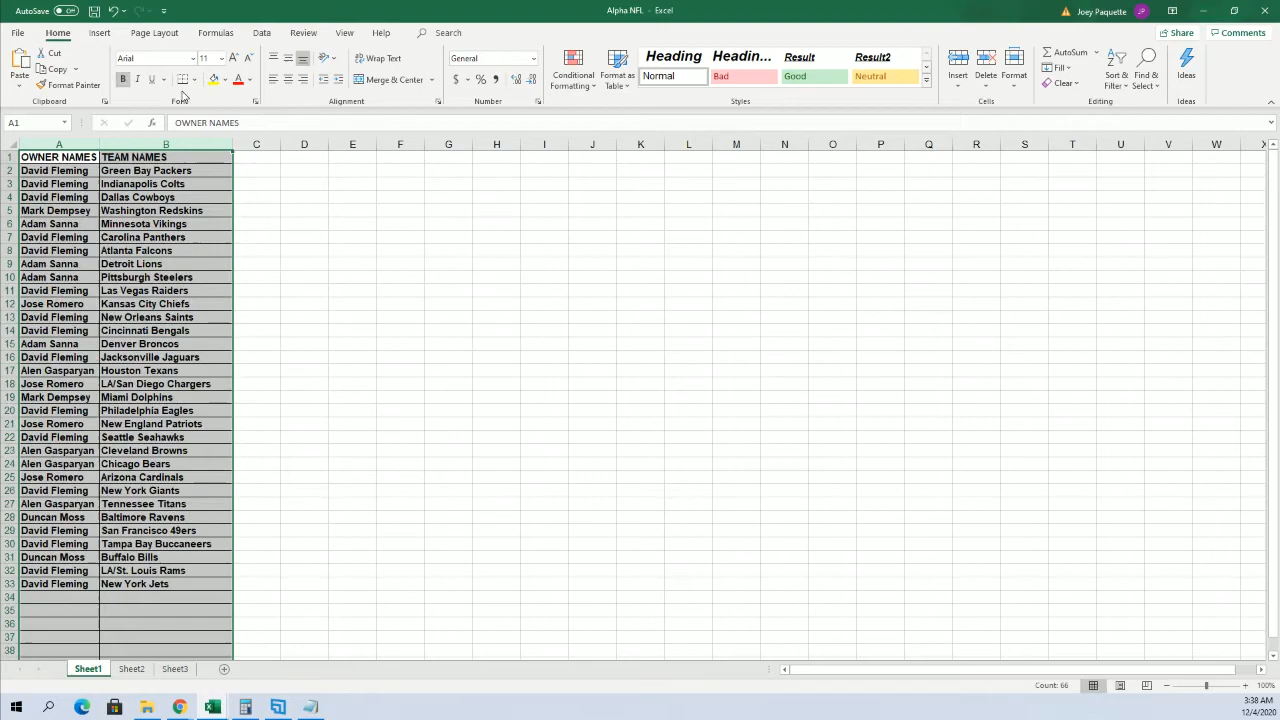 AutoSave Off
Alpha NFL - Excel
Joey Paquette JP
File Home Insert Page Layout Formulas Data Review View Help Search
Share Comments
Paste
Cut
Copy
Format Painter
Clipboard
Arial 11
B I U
Font
Wrap Text
Merge & Center
Alignment
General
$ % ,
Number
Conditional Formatting
Format as Table
Heading Headin... Result Result2
Normal Bad Good Neutral
Styles
Insert Delete Format
Cells
AutoSum
Fill
Clear
Sort & Filter
Find & Select
Editing
Ideas
Ideas
A1 fx OWNER NAMES
A B C D E F G H I J K L M N O P Q R S T U V W X
1 OWNER NAMES TEAM NAMES
2 David Fleming Green Bay Packers
3 David Fleming Indianapolis Colts
4 David Fleming Dallas Cowboys
5 Mark Dempsey Washington Redskins
6 Adam Sanna Minnesota Vikings
7 David Fleming Carolina Panthers
8 David Fleming Atlanta Falcons
9 Adam Sanna Detroit Lions
10 Adam Sanna Pittsburgh Steelers
11 David Fleming Las Vegas Raiders
12 Jose Romero Kansas City Chiefs
13 David Fleming New Orleans Saints
14 David Fleming Cincinnati Bengals
15 Adam Sanna Denver Broncos
16 David Fleming Jacksonville Jaguars
17 Alen Gasparyan Houston Texans
18 Jose Romero LA/San Diego Chargers
19 Mark Dempsey Miami Dolphins
20 David Fleming Philadelphia Eagles
21 Jose Romero New England Patriots
22 David Fleming Seattle Seahawks
23 Alen Gasparyan Cleveland Browns
24 Alen Gasparyan Chicago Bears
25 Jose Romero Arizona Cardinals
26 David Fleming New York Giants
27 Alen Gasparyan Tennessee Titans
28 Duncan Moss Baltimore Ravens
29 David Fleming San Francisco 49ers
30 David Fleming Tampa Bay Buccaneers
31 Duncan Moss Buffalo Bills
32 David Fleming LA/St. Louis Rams
33 David Fleming New York Jets
34
35
36
37
38
Sheet1 Sheet2 Sheet3
Count: 66 100%
3:38 AM
12/4/2020